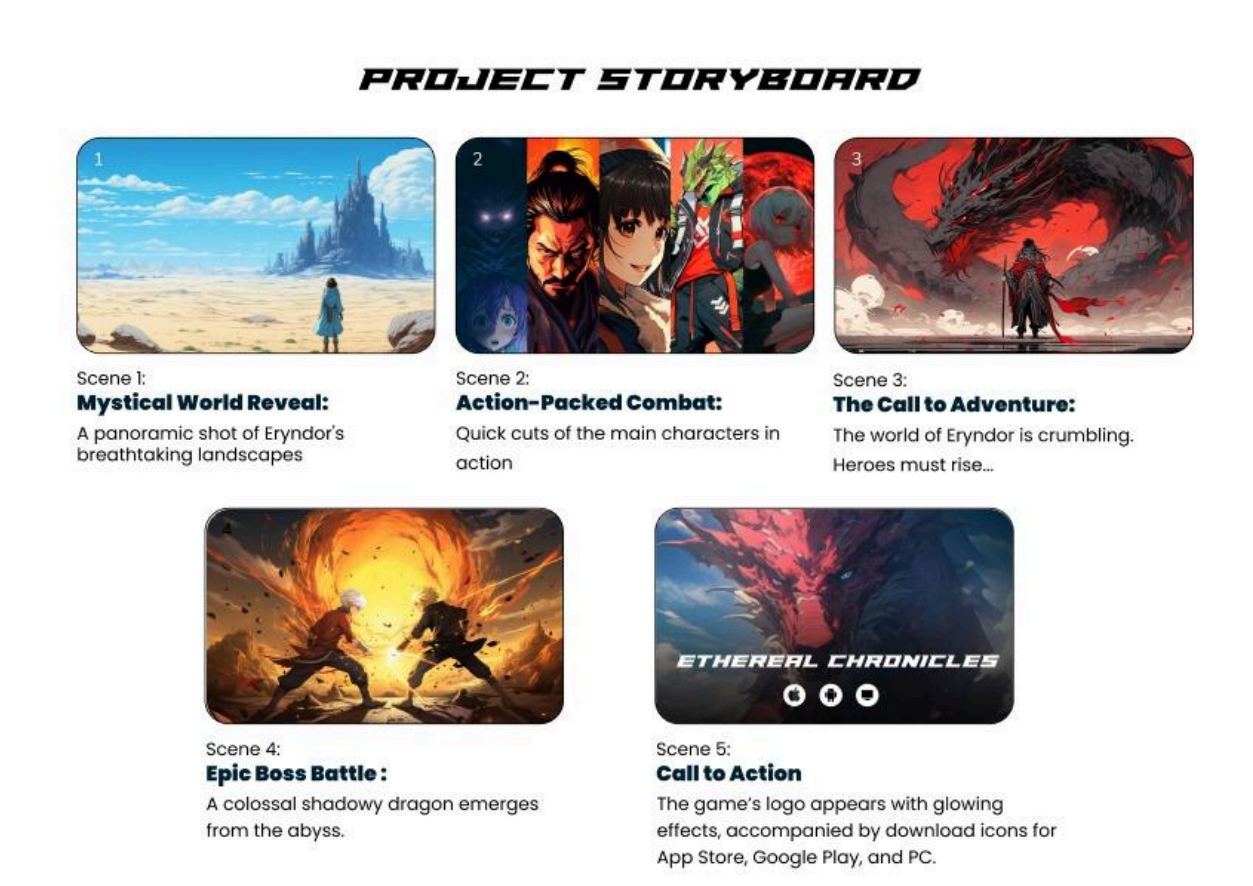 PROJECT STORYBOARD
1
2
3
Scene 1:
Mystical World Reveal:
A panoramic shot of Eryndor's
breathtaking landscapes
Scene 2:
Action-Packed Combat:
Quick cuts of the main characters in
action
Scene 3:
The Call to Adventure:
The world of Eryndor is crumbling.
Heroes must rise...
4
ETHEREAL CHRONICLES
Scene 4:
Epic Boss Battle :
A colossal shadowy dragon emerges
from the abyss.
Scene 5:
Call to Action
The game’s logo appears with glowing
effects, accompanied by download icons for
App Store, Google Play, and PC.